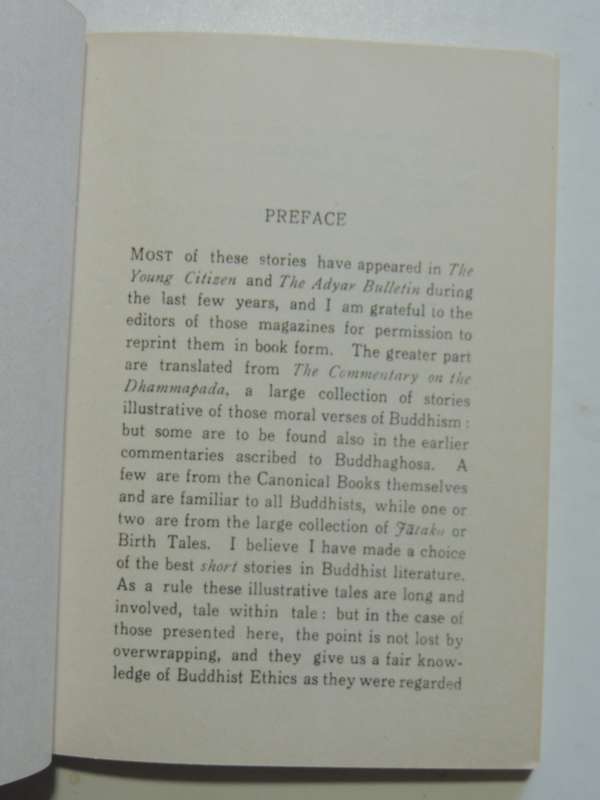 PREFACE
MOST of these stories have appeared in The
Young Citizen and The Adyar Bulletin during
the last few years, and I am grateful to the
editors of those magazines for permission to
reprint them in book form. The greater part
are translated from The Commentary on the
Dhammapada, a large collection of stories
illustrative of those moral verses of Buddhism :
but some are to be found also in the earlier
commentaries ascribed to Buddhaghosa. A
few are from the Canonical Books themselves
and are familiar to all Buddhists, while one or
two are from the large collection of Jātaka or
Birth Tales. I believe I have made a choice
of the best short stories in Buddhist literature.
As a rule these illustrative tales are long and
involved, tale within tale : but in the case of
those presented here, the point is not lost by
overwrapping, and they give us a fair know-
ledge of Buddhist Ethics as they were regarded